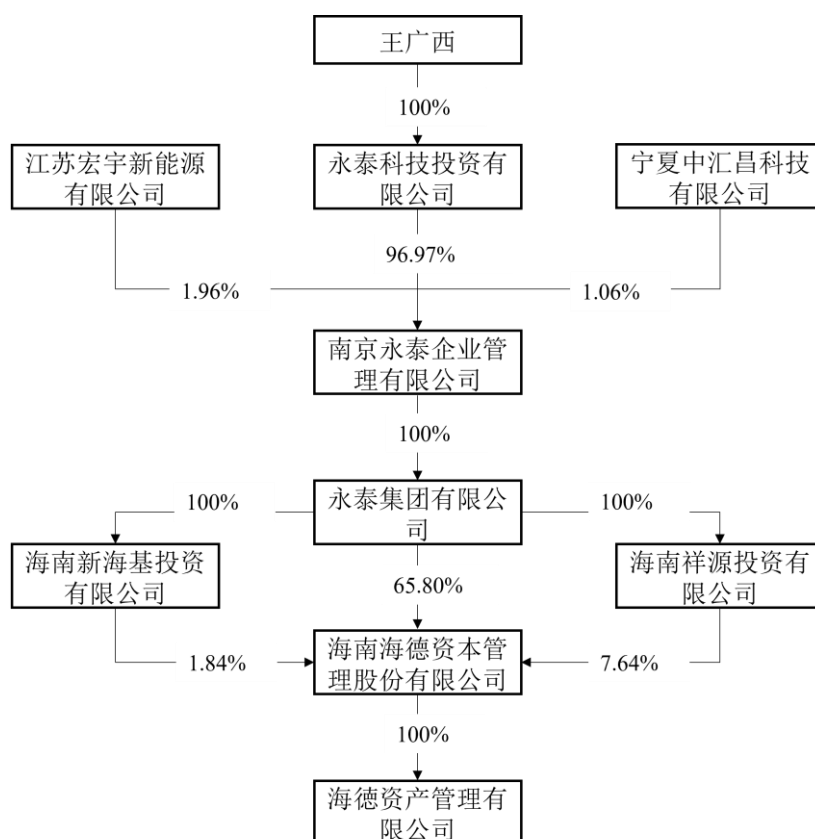 王广西
100%
江苏宏宇新能源
有限公司
永泰科技投资有
限公司
宁夏中汇昌科技
有限公司
96.97%
1.96%
1.06%
南京永泰企业管
理有限公司
100%
100%
永泰集团有限公
司
100%
海南新海基投资
有限公司
65.80%
海南祥源投资有
限公司
1.84%
海南海德资本管
理股份有限公司
7.64%
100%
海徳资产管理有
限公司